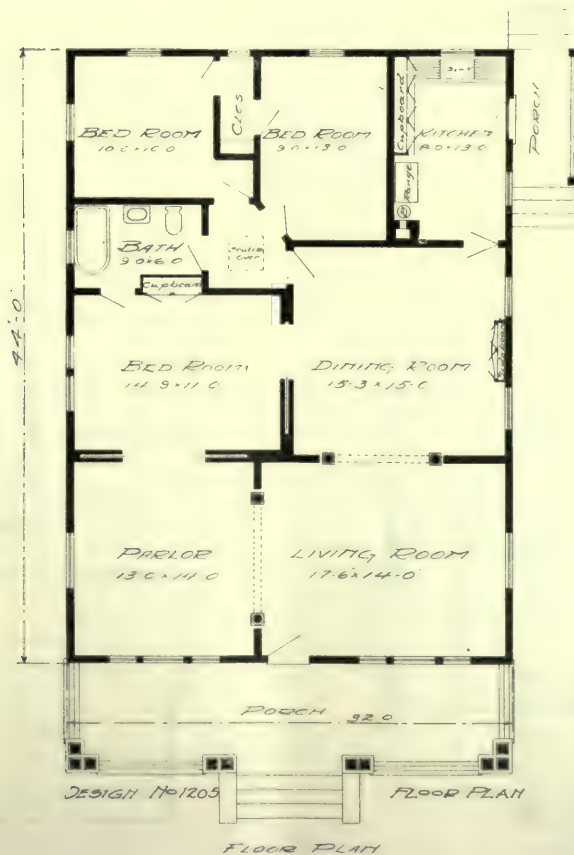 BED ROOM
10.0×10.0
CLOS
BED ROOM
9.0×13.0
Cupboard
KITCHEN
8.0×13.0
Range
PORCH
BATH
9.0×6.0
Cupboard
44'-0"
BED ROOM
14.9×11.0
DINING ROOM
15.3×15.0
PARLOR
13.0×14.0
LIVING ROOM
17.6×14.0
PORCH
32.0
DESIGN No 1205
FLOOR PLAN
FLOOR PLAN